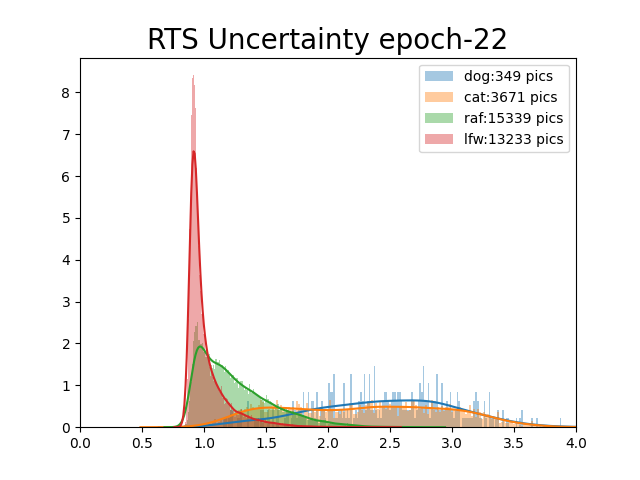 RTS Uncertainty epoch-22
dog:349 pics
cat:3671 pics
raf:15339 pics
lfw:13233 pics
8
7
6
5
4
3
2
1
0
0.0 0.5 1.0 1.5 2.0 2.5 3.0 3.5 4.0